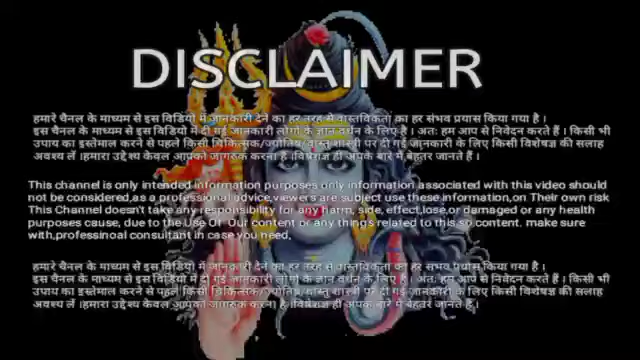 DISCLAIMER
हमारे चैनल के माध्यम से इस विडियो में जानकारी देने का हर तरह से वास्तविकता का हर संभव प्रयास किया गया है ।
इस चैनल के माध्यम से इस विडियो में दी गई जानकारी लोगो के ज्ञान वर्धन के लिए है । अतः हम आप से निवेदन करते हैं । किसी भी
उपाय का इस्तेमाल करने से पहले किसी चिकित्सक/ज्योतिष/वास्तु शास्त्री पर दी गई जानकारी के लिए किसी विशेषज्ञ की सलाह
अवश्य लें ।हमारा उद्देश्य केवल आपको जागरूक करना है ।विशेषज्ञ ही आपके बारे में बेहतर जानते हैं ।
This channel is only intended information purposes only information associated with this video should
not be considered,as a professional advice,viewers are subject use these information,on Their own risk
This Channel doesn't take any responsibility for any harm, side, effect,lose,or damaged or any health
purposes cause, due to the Use Of Our content or any things related to this so,content. make sure
with,professinoal consultant in case you need,
हमारे चैनल के माध्यम से इस विडियो में जानकारी देने का हर तरह से वास्तविकता का हर संभव प्रयास किया गया है ।
इस चैनल के माध्यम से इस विडियो में दी गई जानकारी लोगो के ज्ञान वर्धन के लिए है । अतः हम आप से निवेदन करते हैं । किसी भी
उपाय का इस्तेमाल करने से पहले किसी चिकित्सक/ज्योतिष/वास्तु शास्त्री पर दी गई जानकारी के लिए किसी विशेषज्ञ की सलाह
अवश्य लें ।हमारा उद्देश्य केवल आपको जागरूक करना है ।विशेषज्ञ ही आपके बारे में बेहतर जानते हैं ।